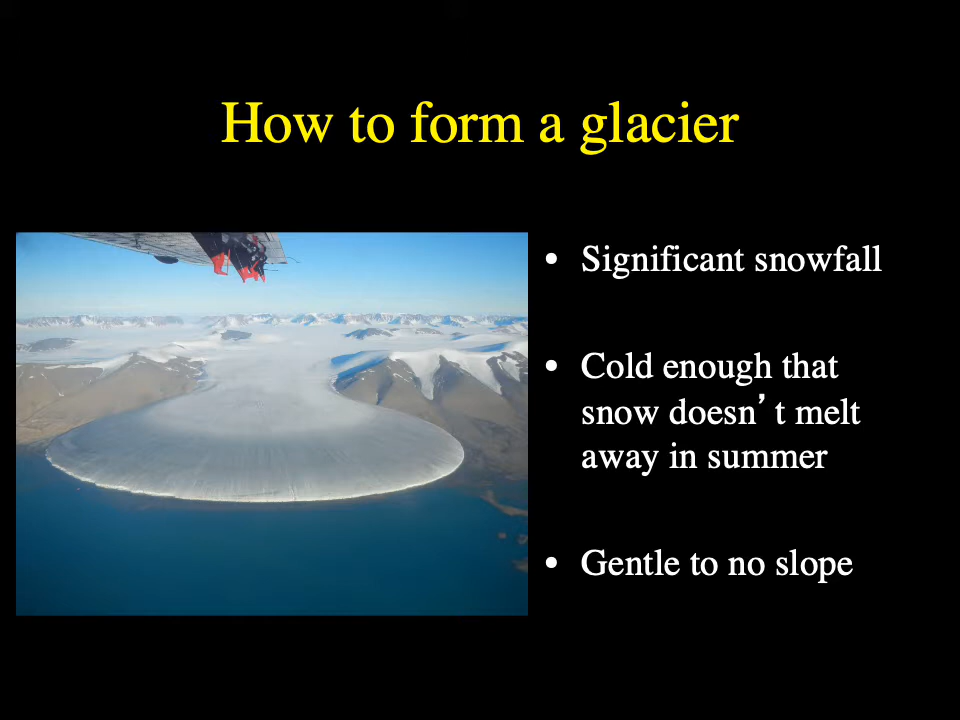 How to form a glacier
• Significant snowfall
• Cold enough that
snow doesn’t melt
away in summer
• Gentle to no slope